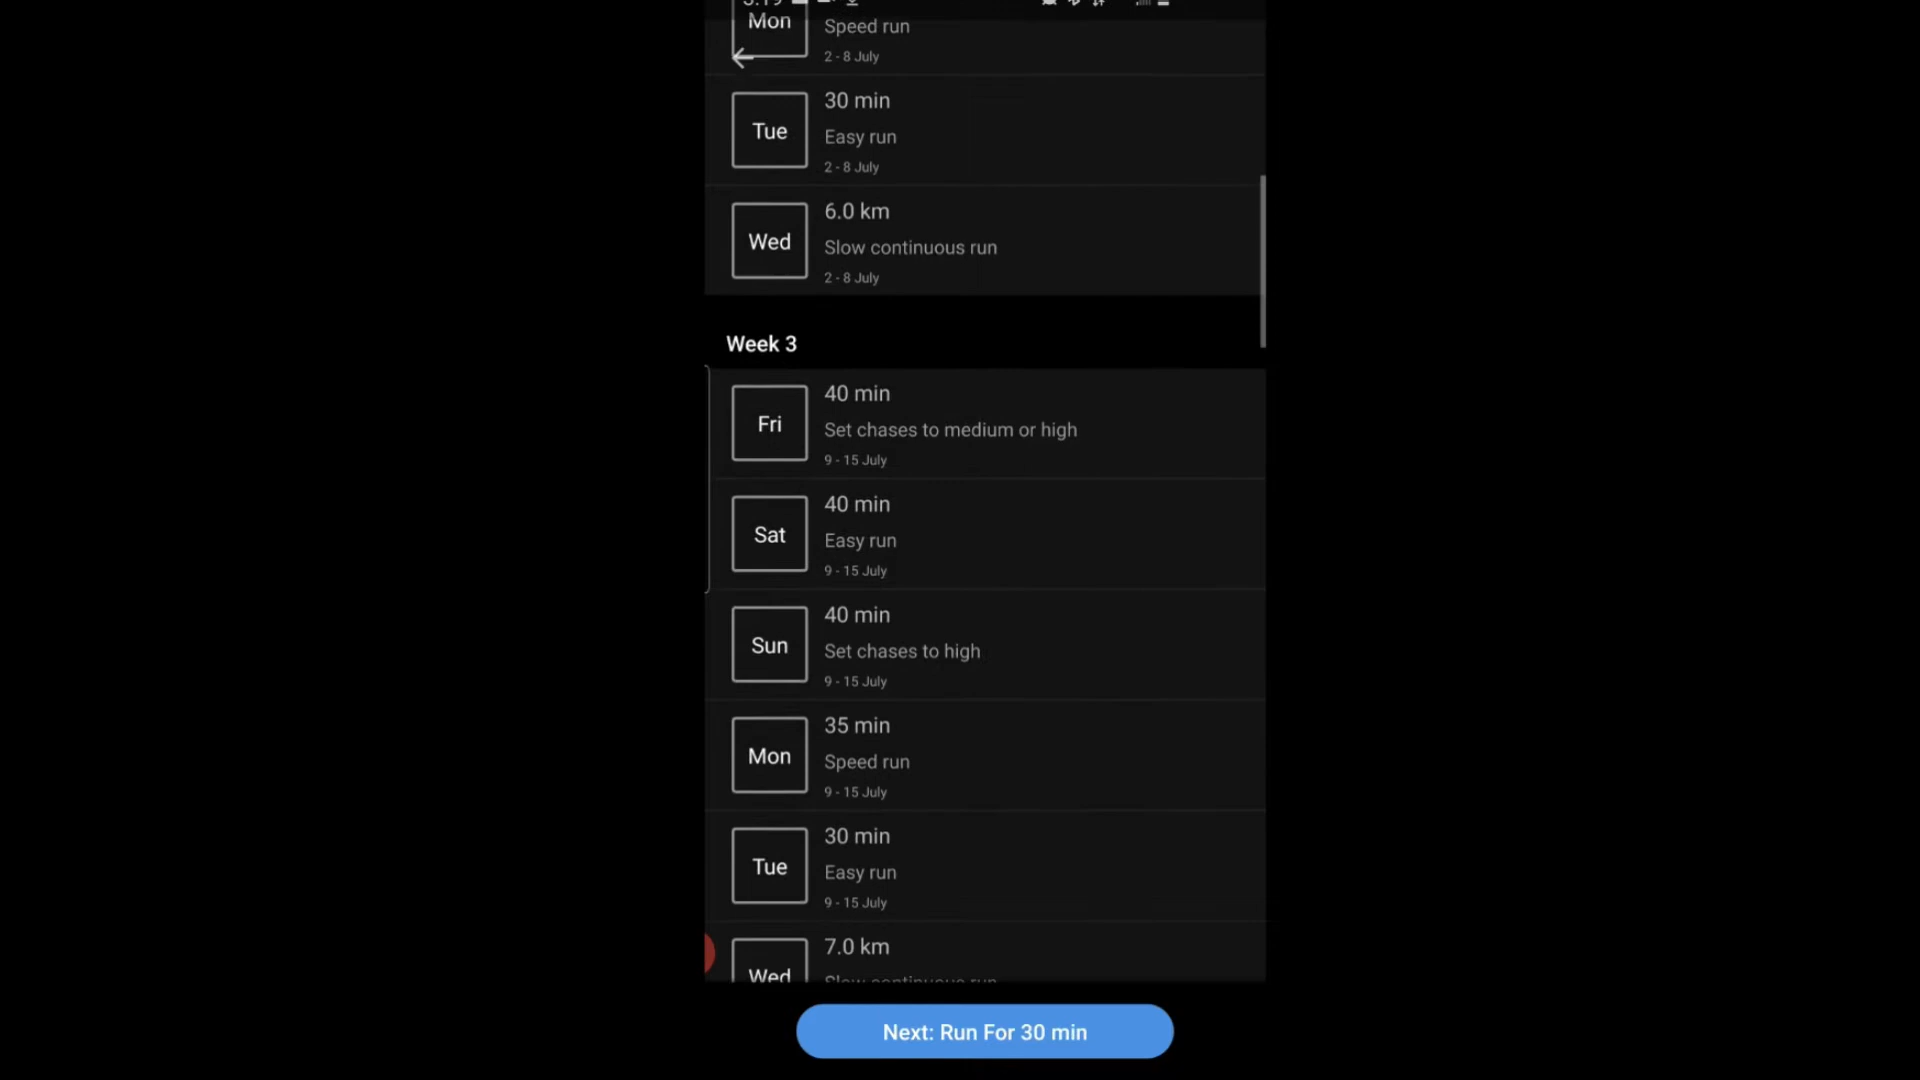 Mon
Speed run
2 - 8 July
30 min
Tue
Easy run
2 - 8 July
6.0 km
Wed
Slow continuous run
2 - 8 July
Week 3
40 min
Fri
Set chases to medium or high
9 - 15 July
40 min
Sat
Easy run
9 - 15 July
40 min
Sun
Set chases to high
9 - 15 July
35 min
Mon
Speed run
9 - 15 July
30 min
Tue
Easy run
9 - 15 July
7.0 km
Wed
Slow continuous run
Next: Run For 30 min